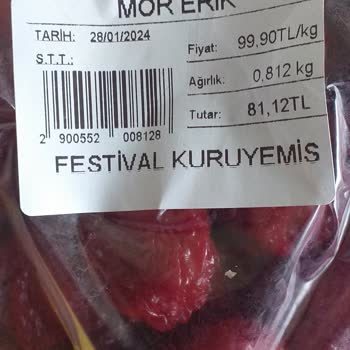 MOR ERİK
TARİH: 28/01/2024
S.T.T.:
Fiyat: 99,90TL/kg
Ağırlık: 0,812 kg
Tutar: 81,12TL
2 900552 008128
FESTİVAL KURUYEMİS